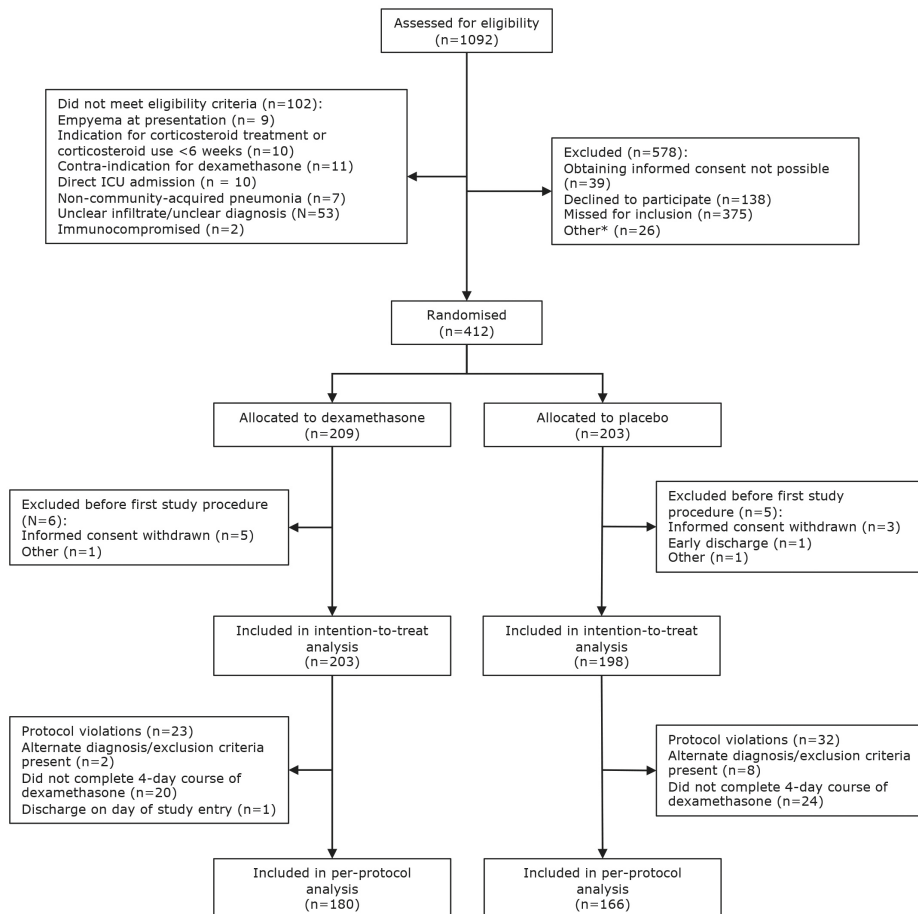 Assessed for eligibility
(n=1092)
Did not meet eligibility criteria (n=102):
Empyema at presentation (n= 9)
Indication for corticosteroid treatment or
corticosteroid use <6 weeks (n=10)
Contra-indication for dexamethasone (n=11)
Direct ICU admission (n = 10)
Non-community-acquired pneumonia (n=7)
Unclear infiltrate/unclear diagnosis (N=53)
Immunocompromised (n=2)
Excluded (n=578):
Obtaining informed consent not possible
(n=39)
Declined to participate (n=138)
Missed for inclusion (n=375)
Other* (n=26)
Randomised
(n=412)
Allocated to dexamethasone
(n=209)
Allocated to placebo
(n=203)
Excluded before first study procedure
(N=6):
Informed consent withdrawn (n=5)
Other (n=1)
Excluded before first study
procedure (n=5):
Informed consent withdrawn (n=3)
Early discharge (n=1)
Other (n=1)
Included in intention-to-treat
analysis
(n=203)
Included in intention-to-treat
analysis
(n=198)
Protocol violations (n=23)
Alternate diagnosis/exclusion criteria
present (n=2)
Did not complete 4-day course of
dexamethasone (n=20)
Discharge on day of study entry (n=1)
Protocol violations (n=32)
Alternate diagnosis/exclusion criteria
present (n=8)
Did not complete 4-day course of
dexamethasone (n=24)
Included in per-protocol
analysis
(n=180)
Included in per-protocol
analysis
(n=166)